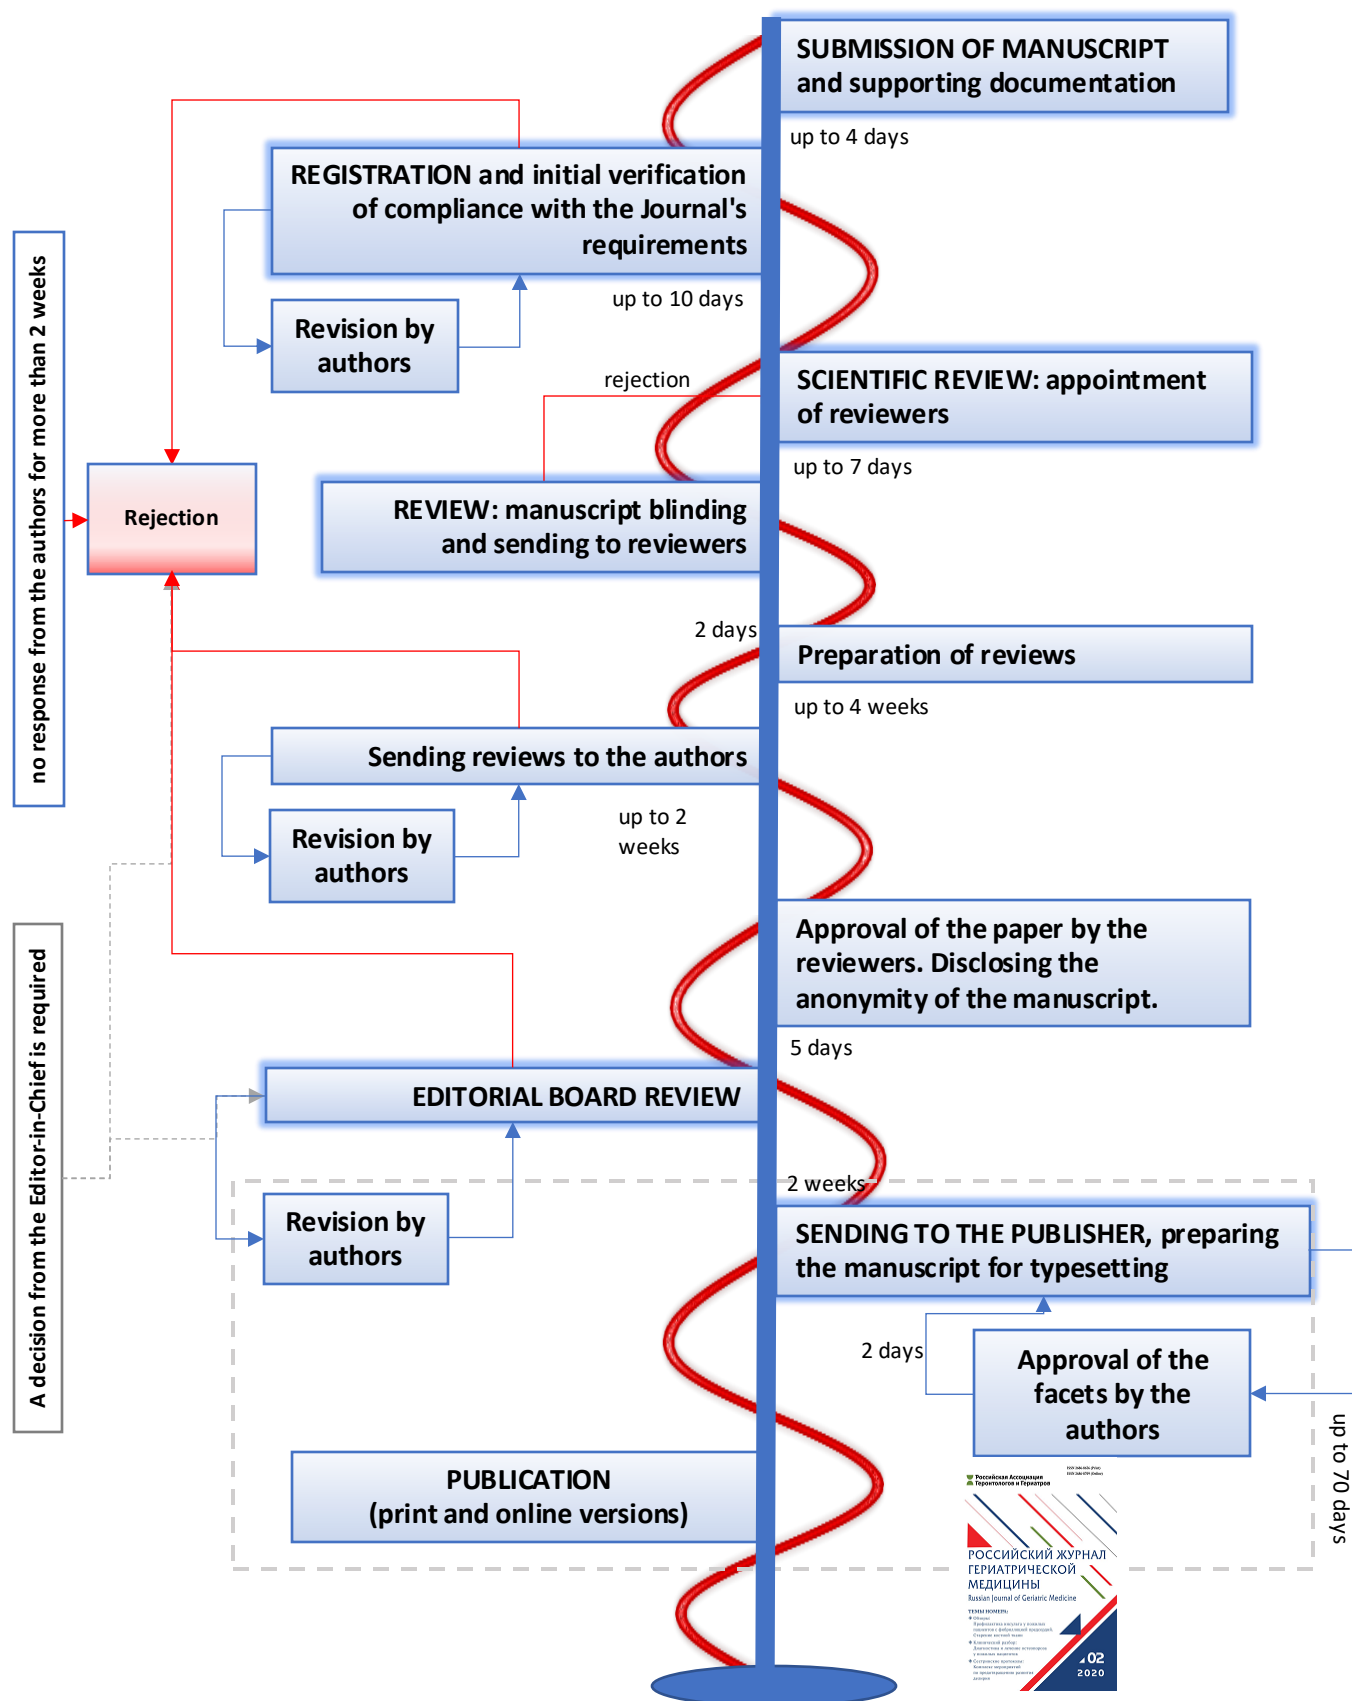 SUBMISSION OF MANUSCRIPT
and supporting documentation
up to 4 days
REGISTRATION and initial verification
of compliance with the Journal's
requirements
up to 10 days
Revision by
authors
no response from the authors for more than 2 weeks
rejection
SCIENTIFIC REVIEW: appointment
of reviewers
up to 7 days
Rejection
REVIEW: manuscript blinding
and sending to reviewers
2 days
Preparation of reviews
up to 4 weeks
Sending reviews to the authors
up to 2
weeks
Revision by
authors
Approval of the paper by the
reviewers. Disclosing the
anonymity of the manuscript.
5 days
A decision from the Editor-in-Chief is required
EDITORIAL BOARD REVIEW
2 weeks
Revision by
authors
SENDING TO THE PUBLISHER, preparing
the manuscript for typesetting
2 days
Approval of the
facets by the
authors
up to 70 days
PUBLICATION
(print and online versions)
Российская Ассоциация
Геронтологов и Гериатров
РОССИЙСКИЙ ЖУРНАЛ
ГЕРИАТРИЧЕСКОЙ
МЕДИЦИНЫ
Russian Journal of Geriatric Medicine
ТЕМЫ НОМЕРА:
02
2020